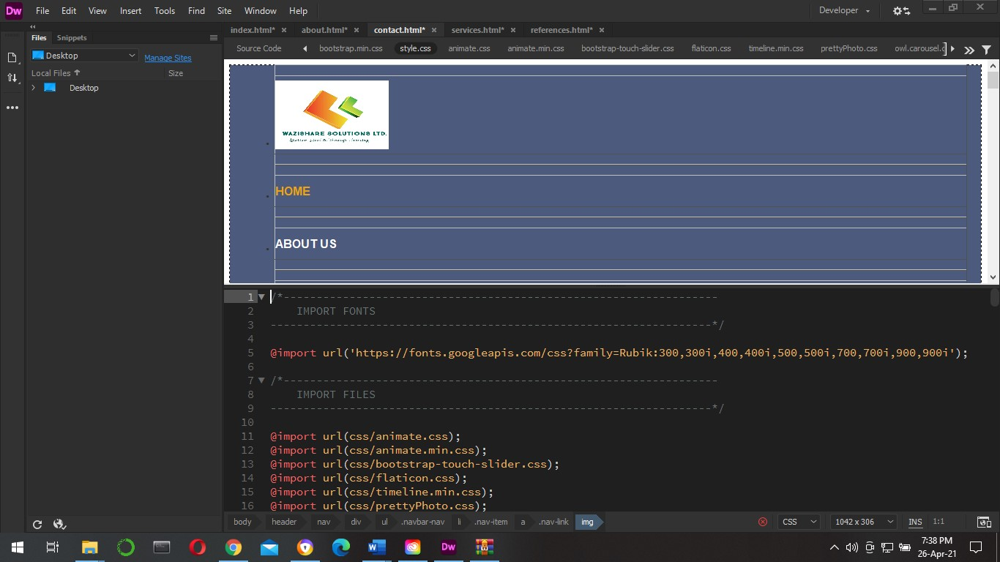 Dw File Edit View Insert Tools Find Site Window Help Developer
Files Snippets
index.html* about.html* contact.html* services.html* references.html*
Desktop Manage Sites
Source Code bootstrap.min.css style.css animate.css animate.min.css bootstrap-touch-slider.css flaticon.css timeline.min.css prettyPhoto.css owl.carousel.c
Local Files Size
Desktop
WAZISHARE SOLUTIONS LTD.
HOME
ABOUT US
1 /*------------------------------------------------------------------
2 IMPORT FONTS
3 -------------------------------------------------------------------*/
4
5 @import url('https://fonts.googleapis.com/css?family=Rubik:300,300i,400,400i,500,500i,700,700i,900,900i');
6
7 /*------------------------------------------------------------------
8 IMPORT FILES
9 -------------------------------------------------------------------*/
10
11 @import url(css/animate.css);
12 @import url(css/animate.min.css);
13 @import url(css/bootstrap-touch-slider.css);
14 @import url(css/flaticon.css);
15 @import url(css/timeline.min.css);
16 @import url(css/prettyPhoto.css);
body header nav div ul .navbar-nav li .nav-item a .nav-link img CSS 1042 x 306 INS 1:1
7:38 PM
26-Apr-21